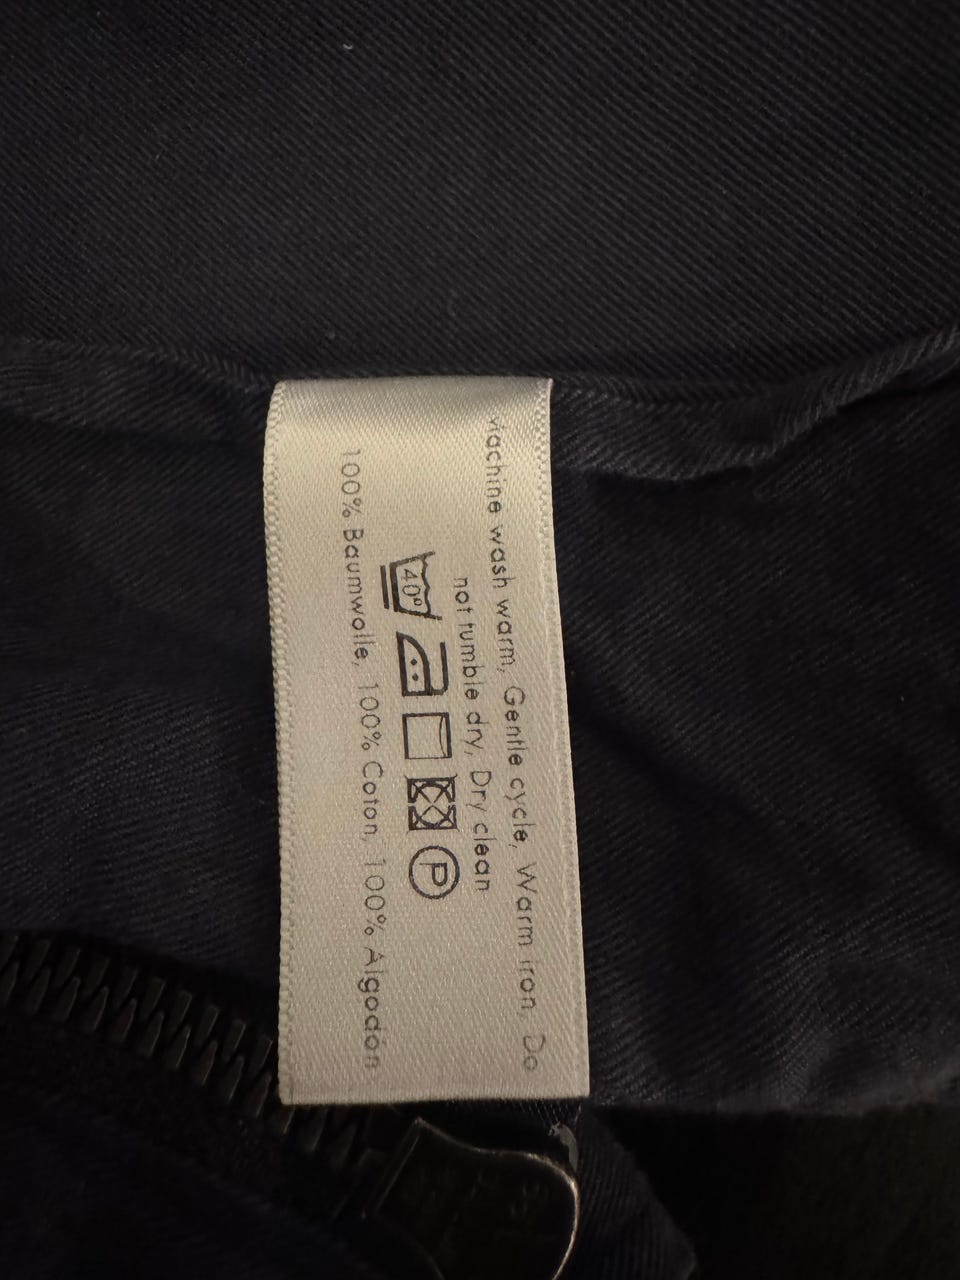 Machine wash warm, Gentle cycle, Warm iron, Do
not tumble dry, Dry clean
40° P
100% Baumwolle, 100% Coton, 100% Algodón